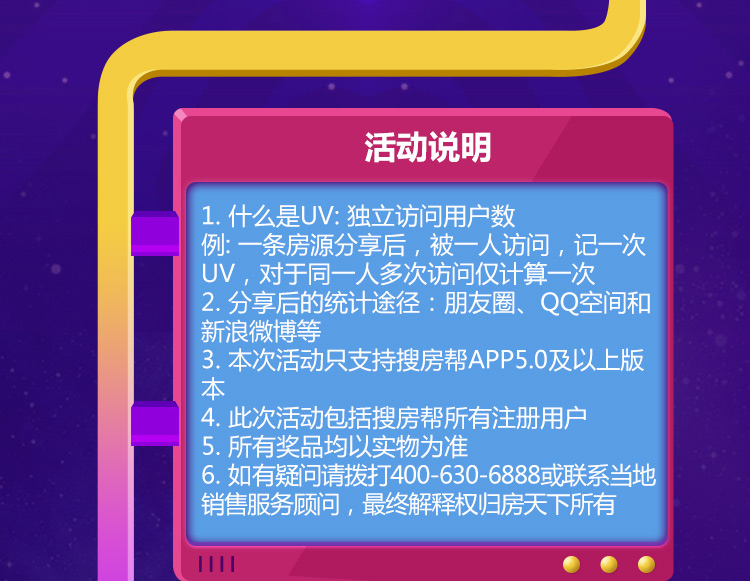 活动说明
1. 什么是UV: 独立访问用户数
例: 一条房源分享后，被一人访问，记一次
UV，对于同一人多次访问仅计算一次
2. 分享后的统计途径：朋友圈、QQ空间和
新浪微博等
3. 本次活动只支持搜房帮APP5.0及以上版
本
4. 此次活动包括搜房帮所有注册用户
5. 所有奖品均以实物为准
6. 如有疑问请拨打400-630-6888或联系当地
销售服务顾问，最终解释权归房天下所有